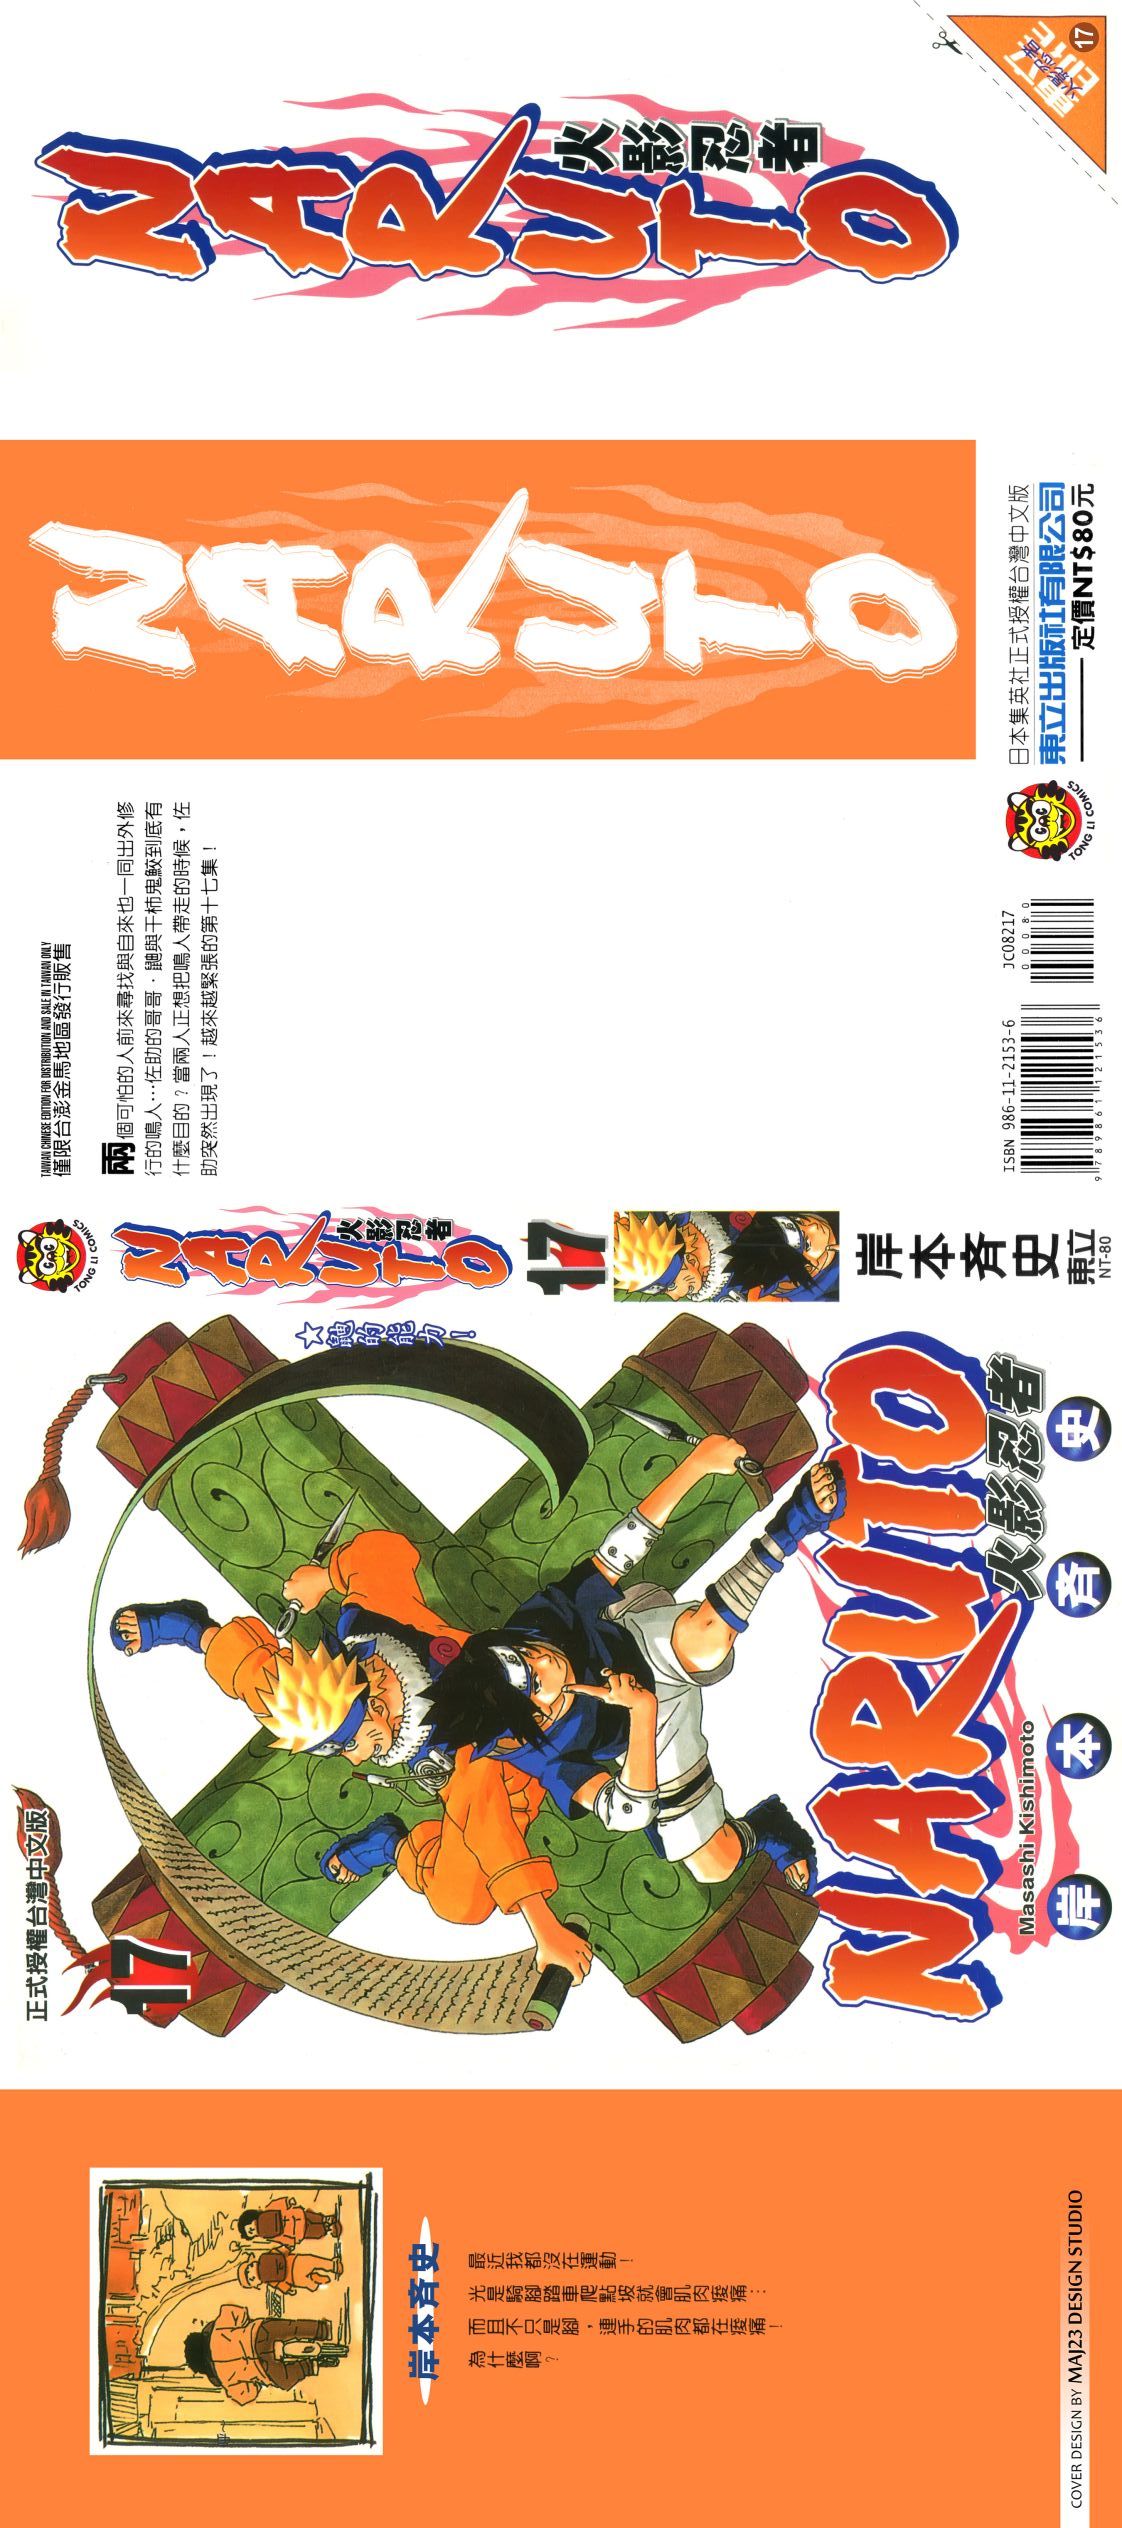 NARUTO
火影忍者
東立
火影忍者
17
NARUTO
日本集英社正式授權台灣中文版
東立出版社有限公司
定價NT$80元
TONG LI COMICS
JC08217
00080
ISBN 986-11-2153-6
9789861121536
TAIWAN CHINESE EDITION FOR DISTRIBUTION AND SALE IN TAIWAN ONLY
僅限台澎金馬地區發行販售
兩個可怕的人前來尋找與自來也一同出外修
行的鳴人…佐助的哥哥．鼬與干柿鬼鮫到底有
什麼目的？當兩人正想把鳴人帶走的時候，佐
助突然出現了！越來越緊張的第十七集！
TONG LI COMICS
NARUTO
火影忍者
17
岸本斉史
東立
NT-80
正式授權台灣中文版
17
☆鼬的能力！
NARUTO
火影忍者
Masashi Kishimoto
岸本斉史
岸本斉史
最近我都沒在運動！
光是騎腳踏車爬點坡就會肌肉痠痛…
而且不只是腳，連手的肌肉都在痠痛！
為什麼啊？
COVER DESIGN BY MAJ23 DESIGN STUDIO